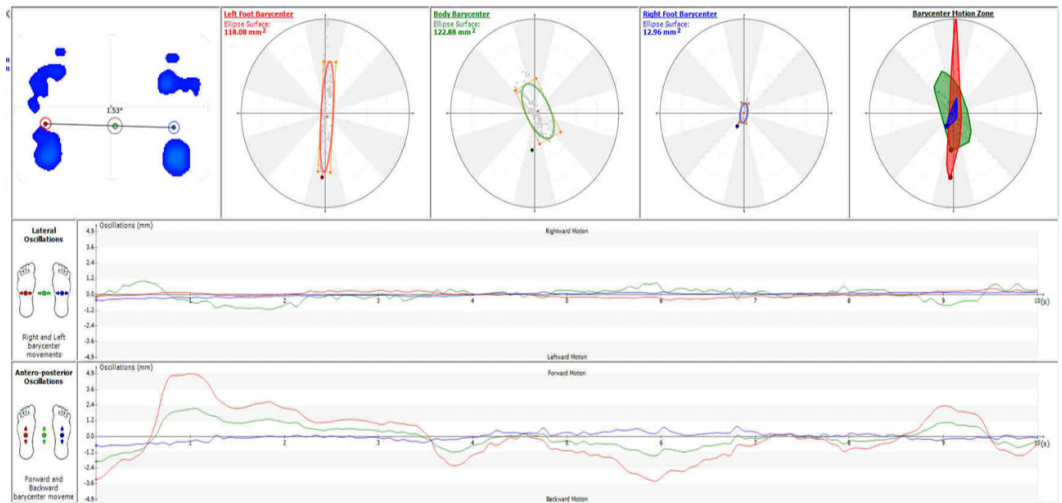 1.53°
Left Foot Barycenter
Ellipse Surface:
118.08 mm²
Body Barycenter
Ellipse Surface:
122.88 mm²
Right Foot Barycenter
Ellipse Surface:
12.96 mm²
Barycenter Motion Zone
Lateral
Oscillations
Right and Left
barycenter
movements
Oscillations (mm)
Rightward Motion
4.9
3.6
2.4
1.2
0.0
-1.2
-2.4
-3.6
-4.9
1 2 3 4 5 6 7 8 9 10(s)
Leftward Motion
Antero-posterior
Oscillations
Forward and
Backward
barycenter moveme
Oscillations (mm)
Forward Motion
4.9
3.6
2.4
1.2
0.0
-1.2
-2.4
-3.6
-4.9
1 2 3 4 5 6 7 8 9 10(s)
Backward Motion